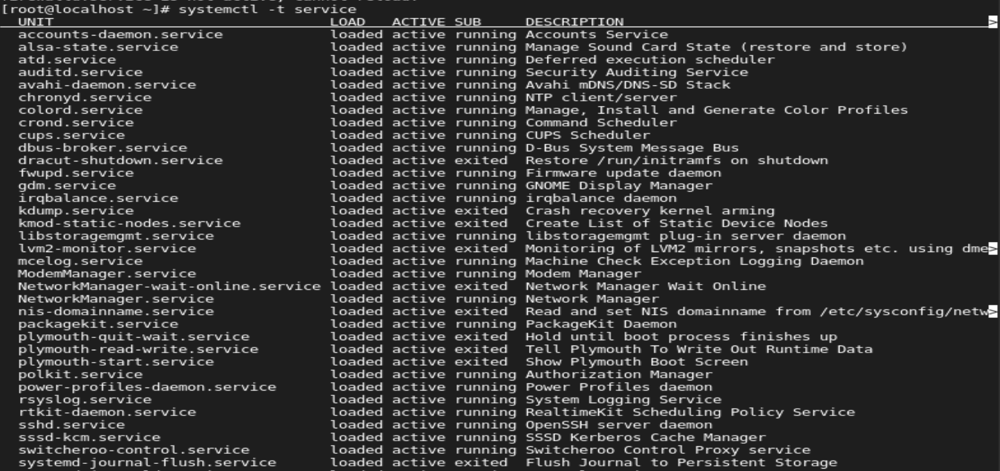 [root@localhost ~]# systemctl -t service
UNIT LOAD ACTIVE SUB DESCRIPTION >
accounts-daemon.service loaded active running Accounts Service
alsa-state.service loaded active running Manage Sound Card State (restore and store)
atd.service loaded active running Deferred execution scheduler
auditd.service loaded active running Security Auditing Service
avahi-daemon.service loaded active running Avahi mDNS/DNS-SD Stack
chronyd.service loaded active running NTP client/server
colord.service loaded active running Manage, Install and Generate Color Profiles
crond.service loaded active running Command Scheduler
cups.service loaded active running CUPS Scheduler
dbus-broker.service loaded active running D-Bus System Message Bus
dracut-shutdown.service loaded active exited Restore /run/initramfs on shutdown
fwupd.service loaded active running Firmware update daemon
gdm.service loaded active running GNOME Display Manager
irqbalance.service loaded active running irqbalance daemon
kdump.service loaded active exited Crash recovery kernel arming
kmod-static-nodes.service loaded active exited Create List of Static Device Nodes
libstoragemgmt.service loaded active running libstoragemgmt plug-in server daemon
lvm2-monitor.service loaded active exited Monitoring of LVM2 mirrors, snapshots etc. using dme>
mcelog.service loaded active running Machine Check Exception Logging Daemon
ModemManager.service loaded active running Modem Manager
NetworkManager-wait-online.service loaded active exited Network Manager Wait Online
NetworkManager.service loaded active running Network Manager
nis-domainname.service loaded active exited Read and set NIS domainname from /etc/sysconfig/netw>
packagekit.service loaded active running PackageKit Daemon
plymouth-quit-wait.service loaded active exited Hold until boot process finishes up
plymouth-read-write.service loaded active exited Tell Plymouth To Write Out Runtime Data
plymouth-start.service loaded active exited Show Plymouth Boot Screen
polkit.service loaded active running Authorization Manager
power-profiles-daemon.service loaded active running Power Profiles daemon
rsyslog.service loaded active running System Logging Service
rtkit-daemon.service loaded active running RealtimeKit Scheduling Policy Service
sshd.service loaded active running OpenSSH server daemon
sssd-kcm.service loaded active running SSSD Kerberos Cache Manager
switcheroo-control.service loaded active running Switcheroo Control Proxy service
systemd-journal-flush.service loaded active exited Flush Journal to Persistent Storage